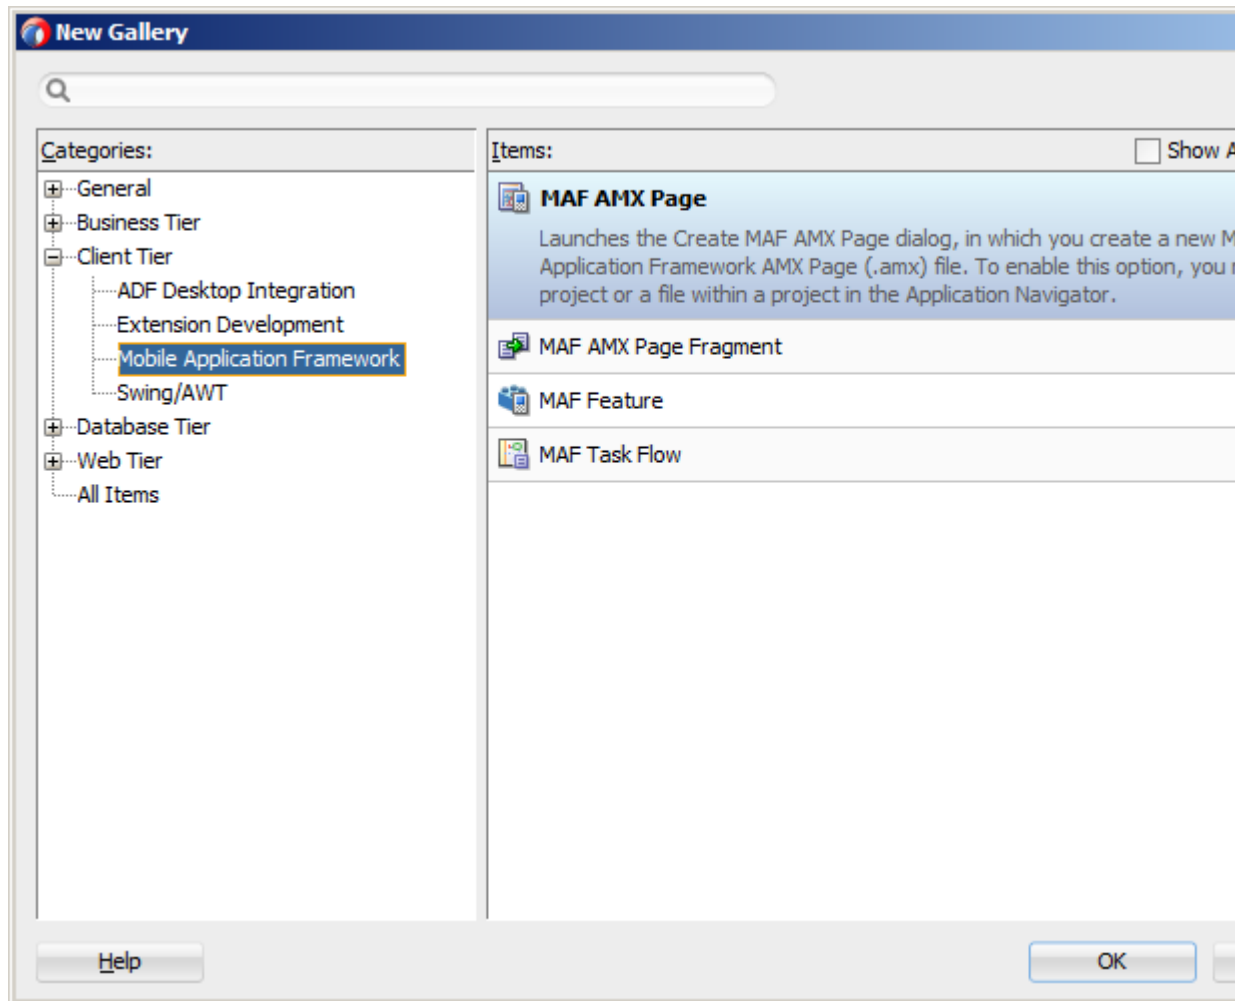 New Gallery
Categories:
General
Business Tier
Client Tier
ADF Desktop Integration
Extension Development
Mobile Application Framework
Swing/AWT
Database Tier
Web Tier
All Items
Items:
Show
MAF AMX Page
Launches the Create MAF AMX Page dialog, in which you create a new
Application Framework AMX Page (.amx) file. To enable this option, you
project or a file within a project in the Application Navigator.
MAF AMX Page Fragment
MAF Feature
MAF Task Flow
Help
OK